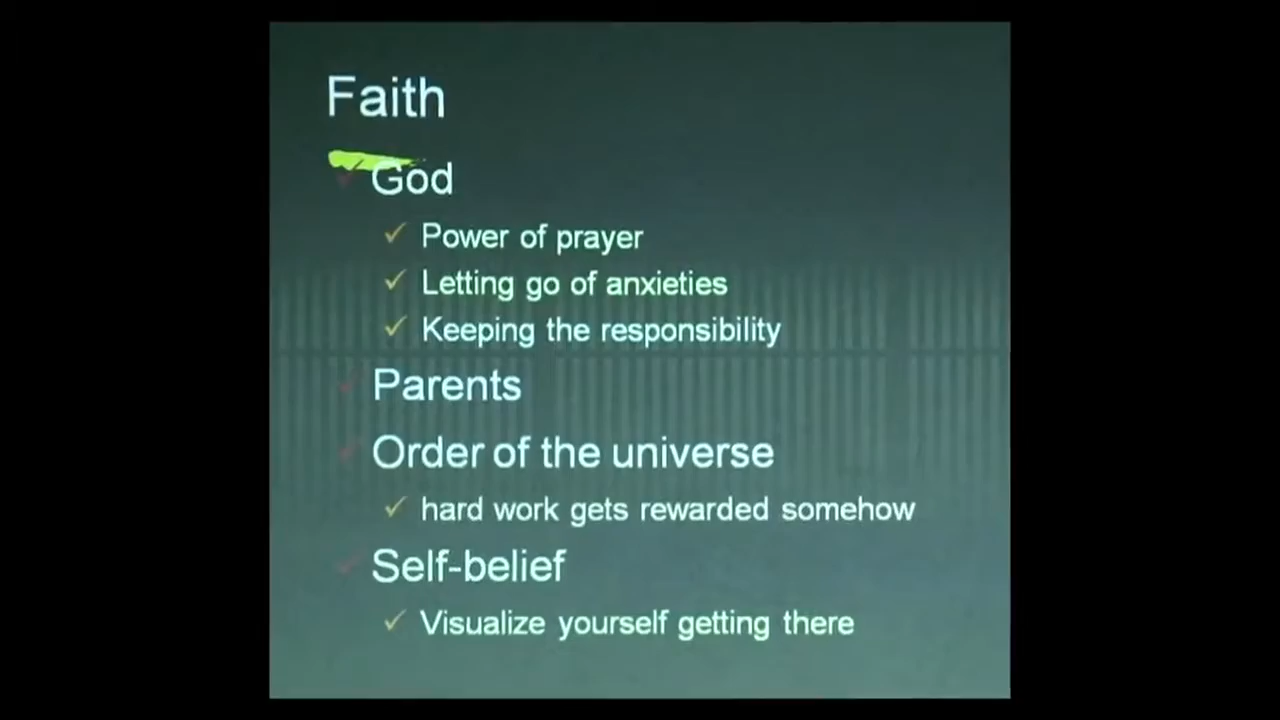 Faith
God
Power of prayer
Letting go of anxieties
Keeping the responsibility
Parents
Order of the universe
hard work gets rewarded somehow
Self-belief
Visualize yourself getting there